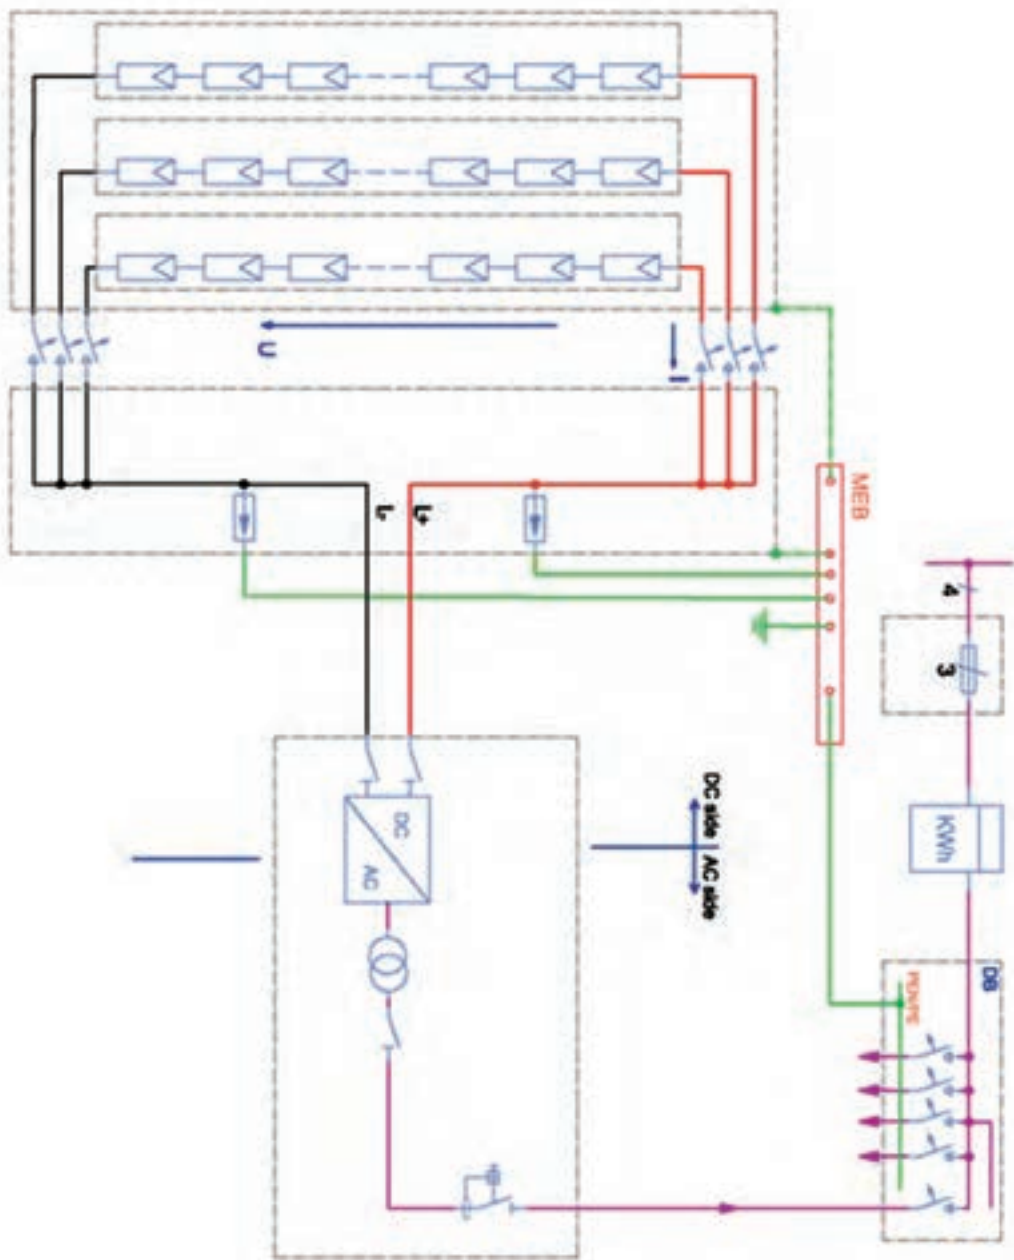 U
I
L-
L+
MEB
4
3
DC side | AC side
DC
AC
KWh
DB
PEN/PE